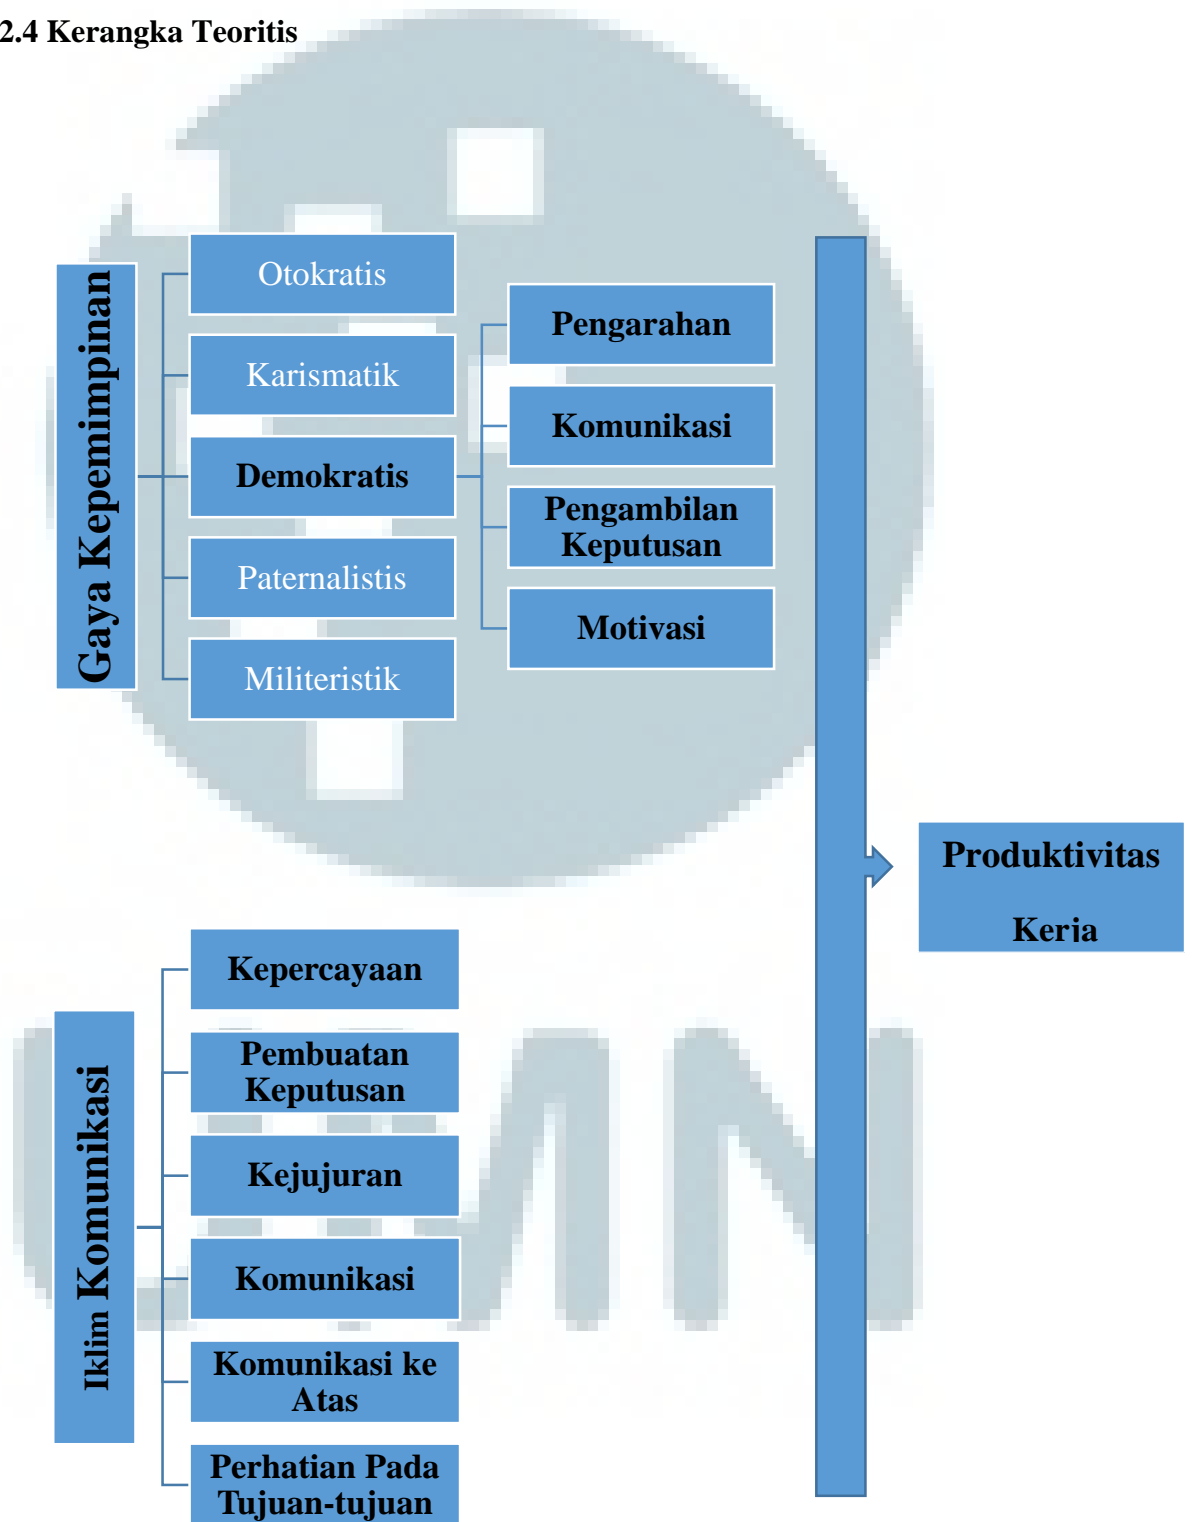 2.4 Kerangka Teoritis
Gaya Kepemimpinan
Otokratis
Karismatik
Demokratis
Paternalistis
Militeristik
Pengarahan
Komunikasi
Pengambilan
Keputusan
Motivasi
Iklim Komunikasi
Kepercayaan
Pembuatan
Keputusan
Kejujuran
Komunikasi
Komunikasi ke
Atas
Perhatian Pada
Tujuan-tujuan
Produktivitas
Kerja
UMN